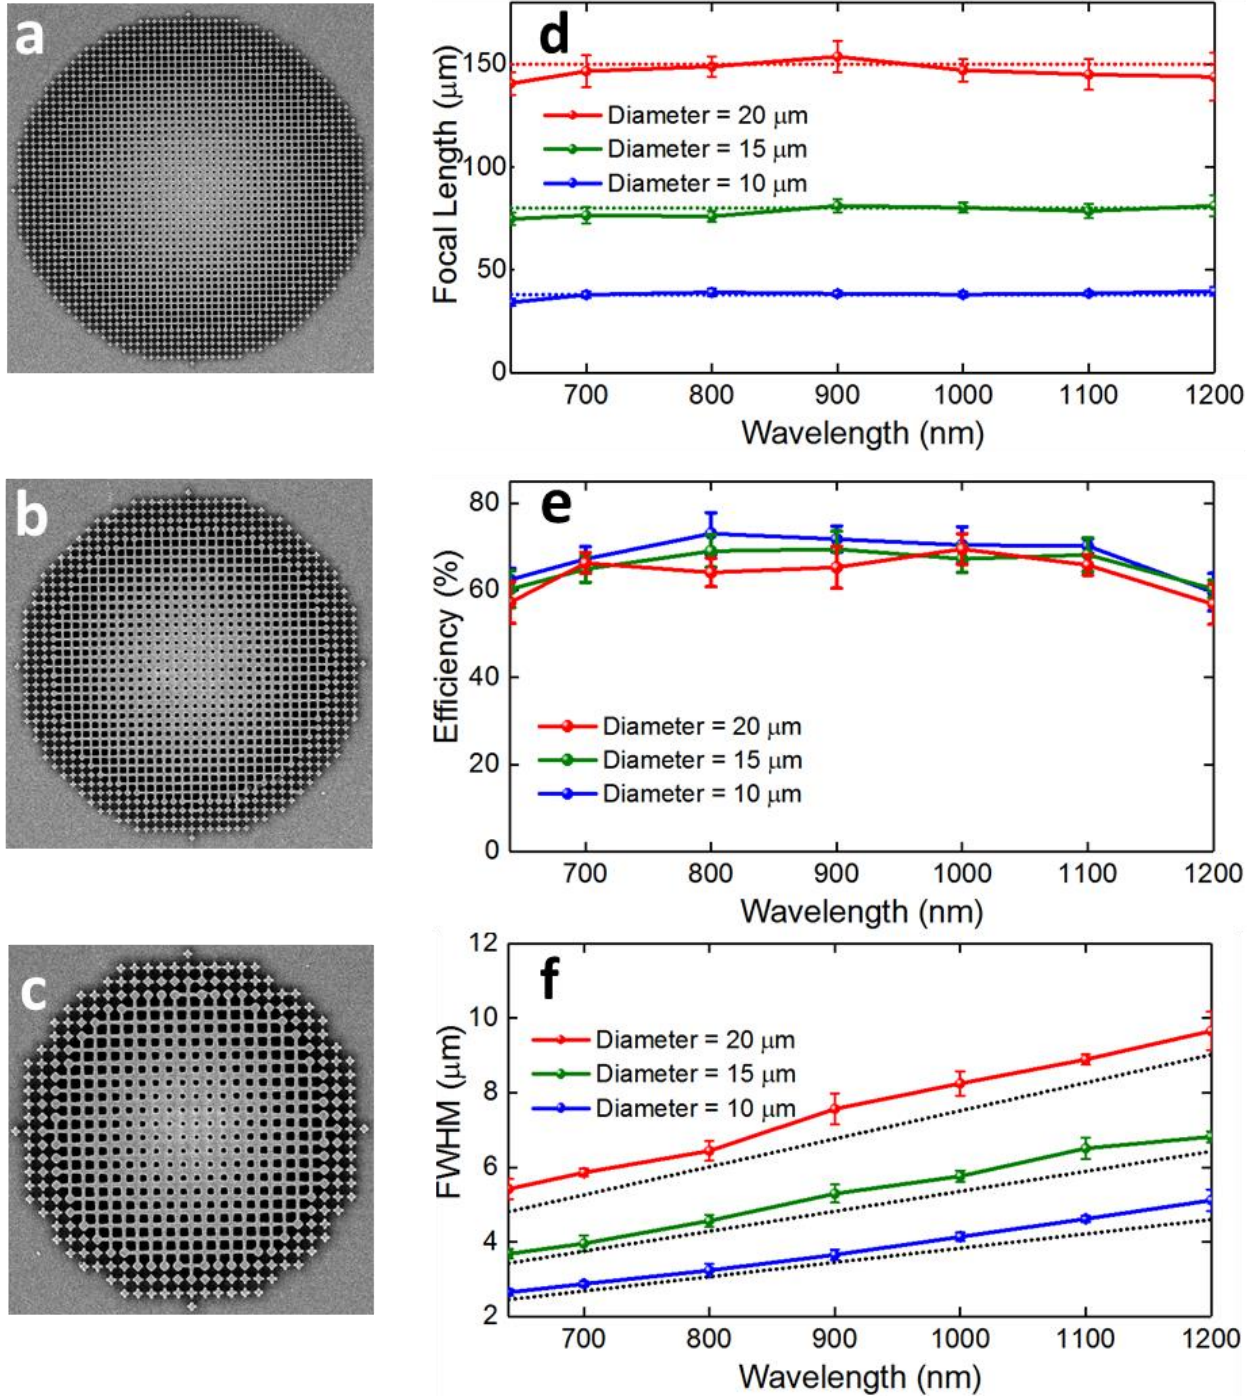 a
d
Focal Length (μm)
150
100
50
0
Diameter = 20 μm
Diameter = 15 μm
Diameter = 10 μm
700 800 900 1000 1100 1200
Wavelength (nm)
b
e
Efficiency (%)
80
60
40
20
0
Diameter = 20 μm
Diameter = 15 μm
Diameter = 10 μm
700 800 900 1000 1100 1200
Wavelength (nm)
c
f
FWHM (μm)
12
10
8
6
4
2
Diameter = 20 μm
Diameter = 15 μm
Diameter = 10 μm
700 800 900 1000 1100 1200
Wavelength (nm)